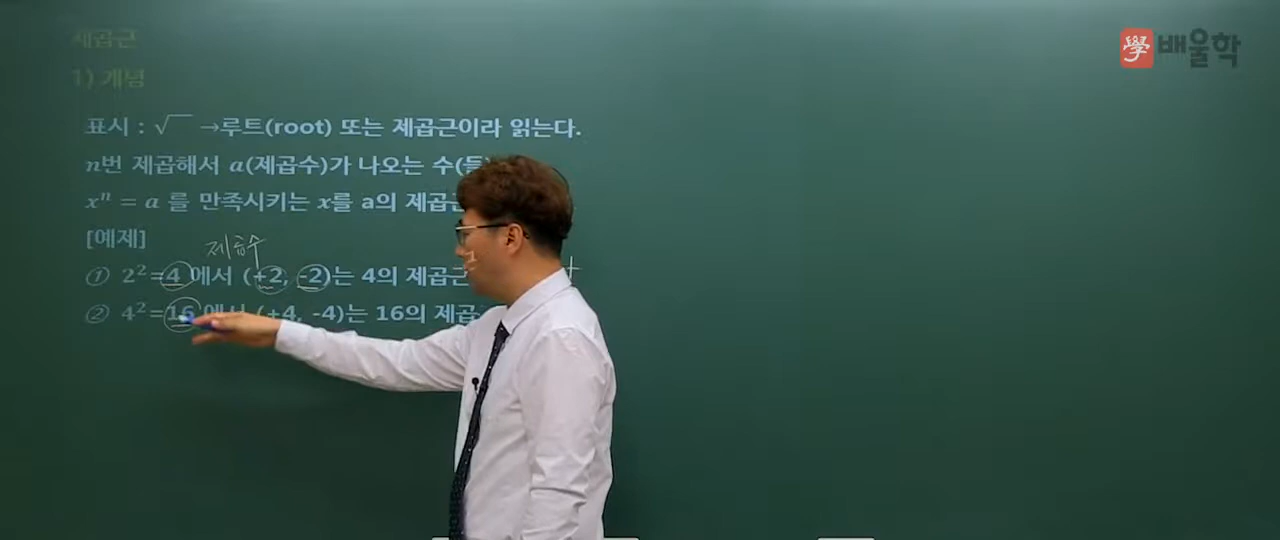 제곱근
1) 개념
學 배울학
표시 : √ →루트(root) 또는 제곱근이라 읽는다.
n번 제곱해서 a(제곱수)가 나오는 수(들
xⁿ = a 를 만족시키는 x를 a의 제곱근
[예제]
제곱수
① 2²=4 에서 (+2, -2)는 4의 제곱근
② 4²=16 에서 (+4, -4)는 16의 제곱